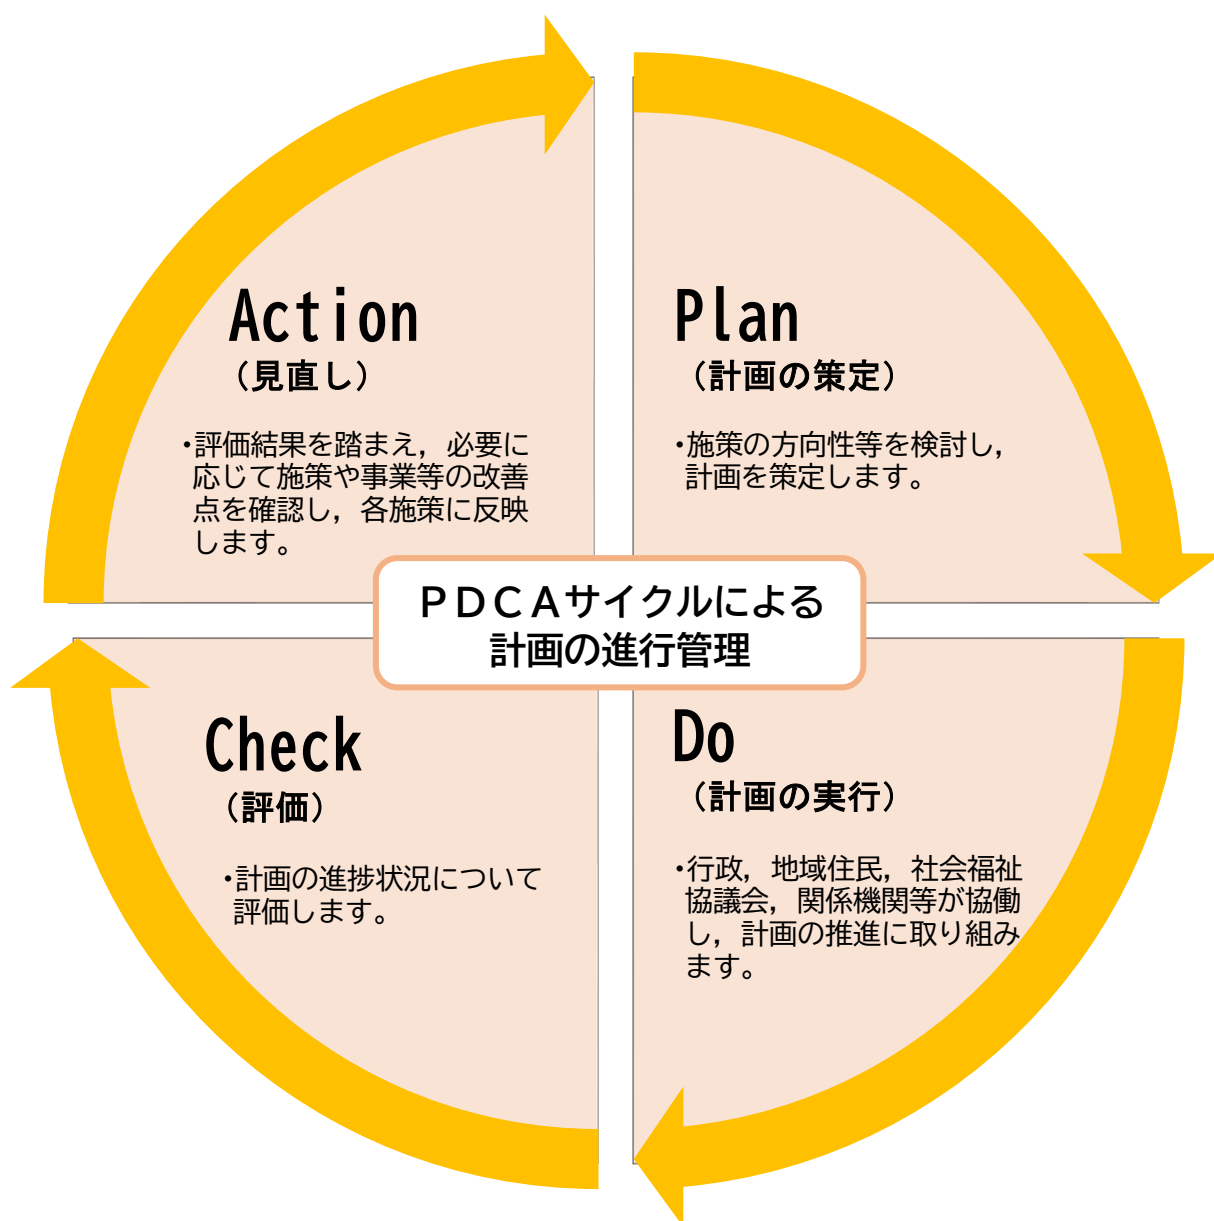 Action
（見直し）
・評価結果を踏まえ，必要に
応じて施策や事業等の改善
点を確認し，各施策に反映
します。
Plan
（計画の策定）
・施策の方向性等を検討し，
計画を策定します。
ＰＤＣＡサイクルによる
計画の進行管理
Check
（評価）
・計画の進捗状況について
評価します。
Do
（計画の実行）
・行政，地域住民，社会福祉
協議会，関係機関等が協働
し，計画の推進に取り組み
ます。